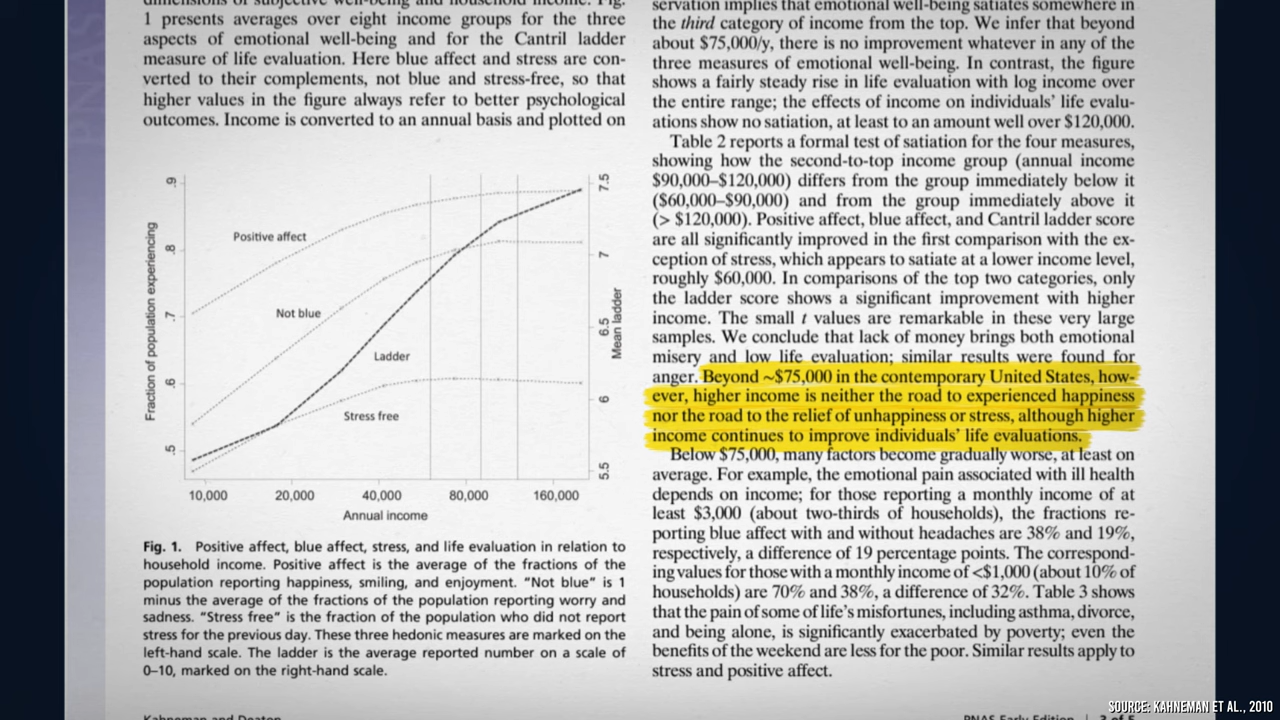 dimensions of subjective well-being and household income. Fig.
1 presents averages over eight income groups for the three
aspects of emotional well-being and for the Cantril ladder
measure of life evaluation. Here blue affect and stress are con-
verted to their complements, not blue and stress-free, so that
higher values in the figure always refer to better psychological
outcomes. Income is converted to an annual basis and plotted on
.9
.8
.7
.6
.5
Fraction of population experiencing
Positive affect
Not blue
Ladder
Stress free
7.5
7
6.5
6
5.5
Mean ladder
10,000 20,000 40,000 80,000 160,000
Annual income
Fig. 1. Positive affect, blue affect, stress, and life evaluation in relation to
household income. Positive affect is the average of the fractions of the
population reporting happiness, smiling, and enjoyment. “Not blue” is 1
minus the average of the fractions of the population reporting worry and
sadness. “Stress free” is the fraction of the population who did not report
stress for the previous day. These three hedonic measures are marked on the
left-hand scale. The ladder is the average reported number on a scale of
0–10, marked on the right-hand scale.
Kahneman and Deaton
servation implies that emotional well-being satiates somewhere in
the third category of income from the top. We infer that beyond
about $75,000/y, there is no improvement whatever in any of the
three measures of emotional well-being. In contrast, the figure
shows a fairly steady rise in life evaluation with log income over
the entire range; the effects of income on individuals’ life evalu-
ations show no satiation, at least to an amount well over $120,000.
Table 2 reports a formal test of satiation for the four measures,
showing how the second-to-top income group (annual income
$90,000–$120,000) differs from the group immediately below it
($60,000–$90,000) and from the group immediately above it
(> $120,000). Positive affect, blue affect, and Cantril ladder score
are all significantly improved in the first comparison with the ex-
ception of stress, which appears to satiate at a lower income level,
roughly $60,000. In comparisons of the top two categories, only
the ladder score shows a significant improvement with higher
income. The small t values are remarkable in these very large
samples. We conclude that lack of money brings both emotional
misery and low life evaluation; similar results were found for
anger. Beyond ~$75,000 in the contemporary United States, how-
ever, higher income is neither the road to experienced happiness
nor the road to the relief of unhappiness or stress, although higher
income continues to improve individuals’ life evaluations.
Below $75,000, many factors become gradually worse, at least on
average. For example, the emotional pain associated with ill health
depends on income; for those reporting a monthly income of at
least $3,000 (about two-thirds of households), the fractions re-
porting blue affect with and without headaches are 38% and 19%,
respectively, a difference of 19 percentage points. The correspond-
ing values for those with a monthly income of <$1,000 (about 10% of
households) are 70% and 38%, a difference of 32%. Table 3 shows
that the pain of some of life’s misfortunes, including asthma, divorce,
and being alone, is significantly exacerbated by poverty; even the
benefits of the weekend are less for the poor. Similar results apply to
stress and positive affect.
PNAS Early Edition | 3 of 5
SOURCE: KAHNEMAN ET AL., 2010
PNAS